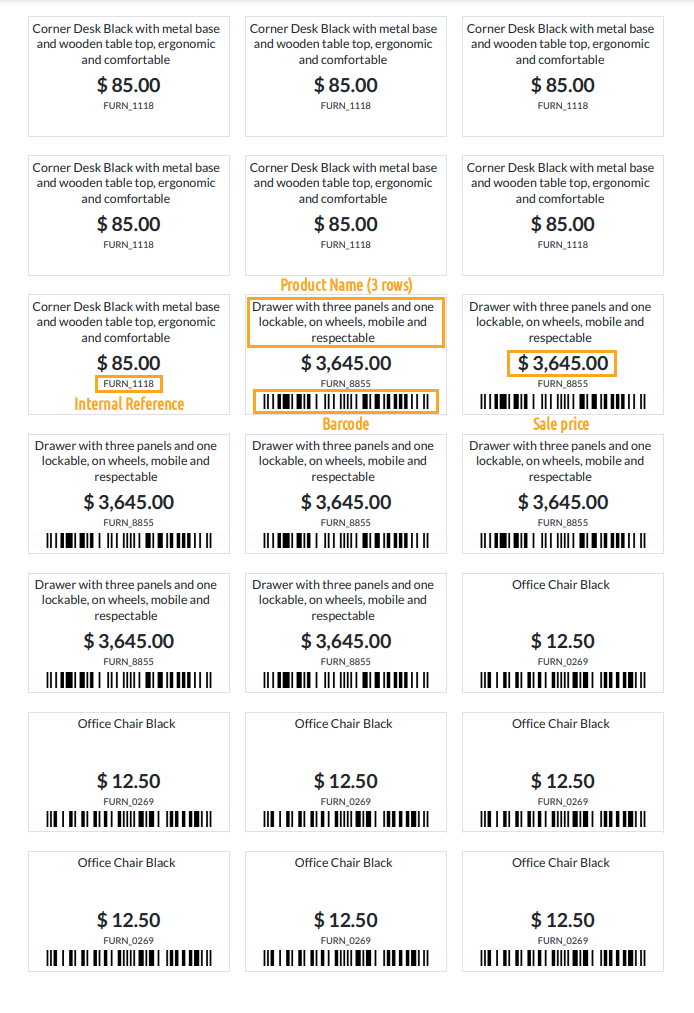 Corner Desk Black with metal base
and wooden table top, ergonomic
and comfortable
$ 85.00
FURN_1118
Corner Desk Black with metal base
and wooden table top, ergonomic
and comfortable
$ 85.00
FURN_1118
Corner Desk Black with metal base
and wooden table top, ergonomic
and comfortable
$ 85.00
FURN_1118
Corner Desk Black with metal base
and wooden table top, ergonomic
and comfortable
$ 85.00
FURN_1118
Corner Desk Black with metal base
and wooden table top, ergonomic
and comfortable
$ 85.00
FURN_1118
Corner Desk Black with metal base
and wooden table top, ergonomic
and comfortable
$ 85.00
FURN_1118
Corner Desk Black with metal base
and wooden table top, ergonomic
and comfortable
$ 85.00
FURN_1118
Internal Reference
Product Name (3 rows)
Drawer with three panels and one
lockable, on wheels, mobile and
respectable
$ 3,645.00
FURN_8855
Barcode
Drawer with three panels and one
lockable, on wheels, mobile and
respectable
$ 3,645.00
FURN_8855
Sale price
Drawer with three panels and one
lockable, on wheels, mobile and
respectable
$ 3,645.00
FURN_8855
Drawer with three panels and one
lockable, on wheels, mobile and
respectable
$ 3,645.00
FURN_8855
Drawer with three panels and one
lockable, on wheels, mobile and
respectable
$ 3,645.00
FURN_8855
Drawer with three panels and one
lockable, on wheels, mobile and
respectable
$ 3,645.00
FURN_8855
Drawer with three panels and one
lockable, on wheels, mobile and
respectable
$ 3,645.00
FURN_8855
Office Chair Black
$ 12.50
FURN_0269
Office Chair Black
$ 12.50
FURN_0269
Office Chair Black
$ 12.50
FURN_0269
Office Chair Black
$ 12.50
FURN_0269
Office Chair Black
$ 12.50
FURN_0269
Office Chair Black
$ 12.50
FURN_0269
Office Chair Black
$ 12.50
FURN_0269